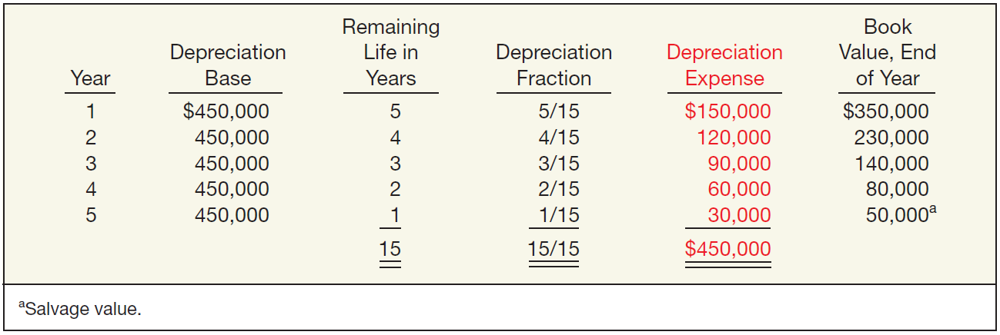 Remaining Book
Depreciation Life in Depreciation Depreciation Value, End
Year Base Years Fraction Expense of Year
1 $450,000 5 5/15 $150,000 $350,000
2 450,000 4 4/15 120,000 230,000
3 450,000 3 3/15 90,000 140,000
4 450,000 2 2/15 60,000 80,000
5 450,000 1 1/15 30,000 50,000ᵃ
15 15/15 $450,000
ᵃSalvage value.